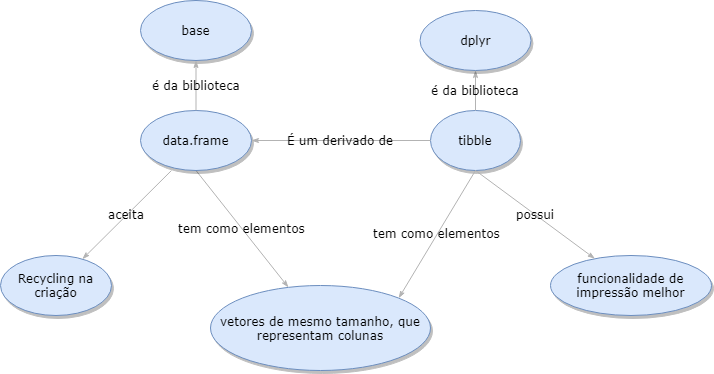 base
dplyr
é da biblioteca
é da biblioteca
data.frame
É um derivado de
tibble
aceita
tem como elementos
tem como elementos
possui
Recycling na
criação
vetores de mesmo tamanho, que
representam colunas
funcionalidade de
impressão melhor